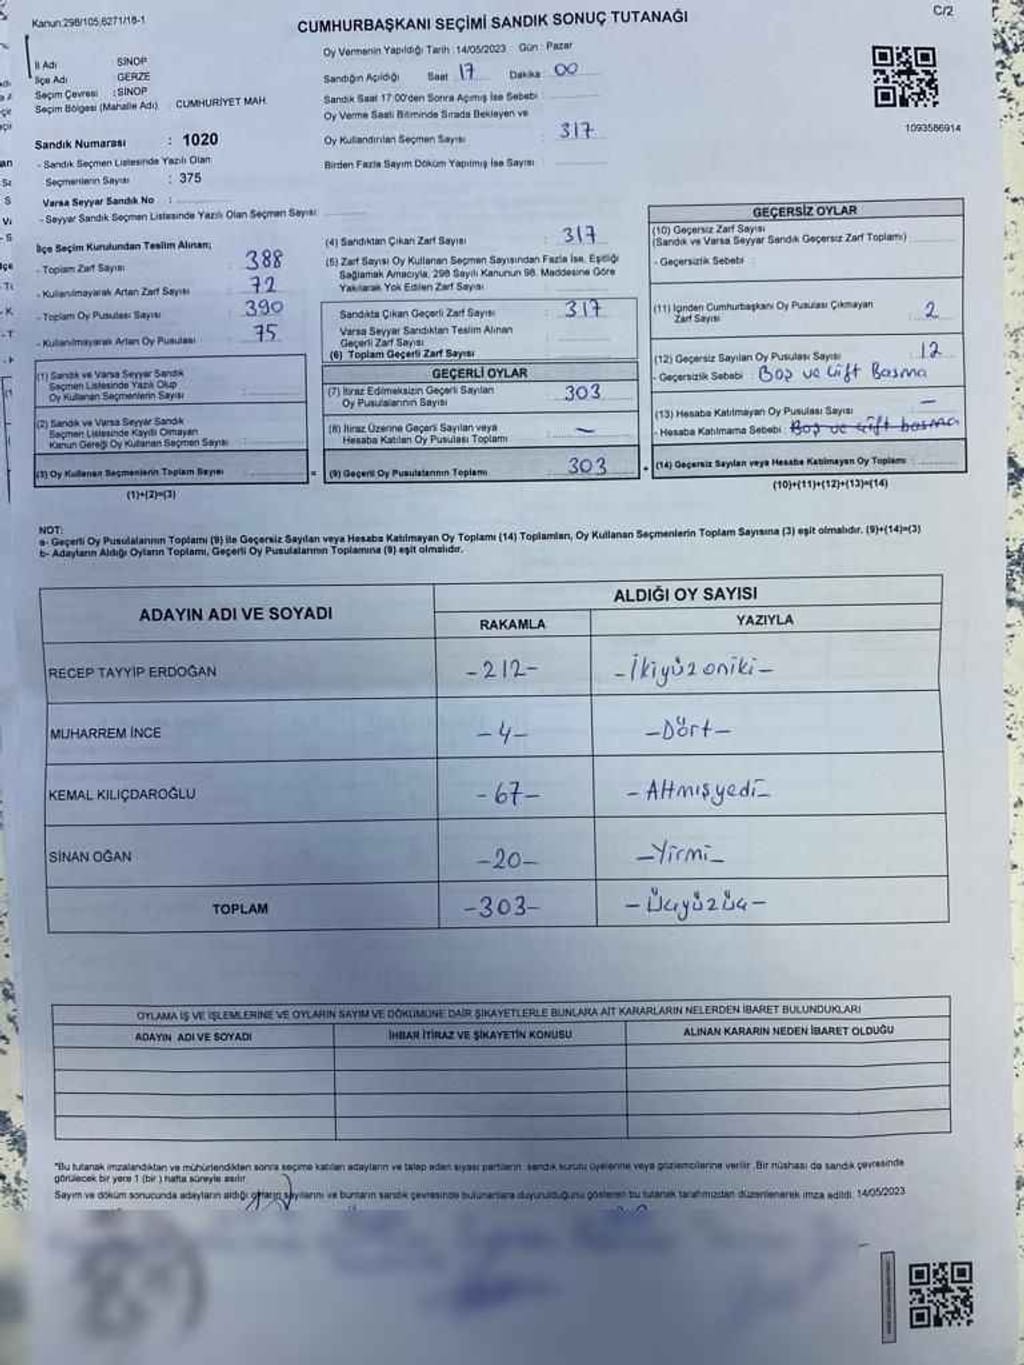 Kanun:298/105,6271/18-1
CUMHURBAŞKANI SEÇİMİ SANDIK SONUÇ TUTANAĞI
C/2
İl Adı SİNOP
İlçe Adı GERZE
Seçim Çevresi : SİNOP
Seçim Bölgesi (Mahalle Adı) CUMHURİYET MAH.
Sandık Numarası : 1020
- Sandık Seçmen Listesinde Yazılı Olan
Seçmenlerin Sayısı : 375
Varsa Seyyar Sandık No :
- Seyyar Sandık Seçmen Listesinde Yazılı Olan Seçmen Sayısı
Oy Vermenin Yapıldığı Tarih : 14/05/2023 Gün : Pazar
Sandığın Açıldığı Saat 17 Dakika 00
Sandık Saat 17:00'den Sonra Açımış İse Sebebi
Oy Verme Saati Bitiminde Sırada Bekleyen ve
Oy Kullandırılan Seçmen Sayısı : 317
Birden Fazla Sayım Döküm Yapılmış İse Sayısı
1093586914
İlçe Seçim Kurulundan Teslim Alınan;
- Toplam Zarf Sayısı 388
- Kullanılmayarak Artan Zarf Sayısı 72
- Toplam Oy Pusulası Sayısı 390
- Kullanılmayarak Artan Oy Pusulası 75
(1) Sandık ve Varsa Seyyar Sandık
Seçmen Listesinde Yazılı Olup
Oy Kullanan Seçmenlerin Sayısı
(2) Sandık ve Varsa Seyyar Sandık
Seçmen Listesinde Kayıtlı Olmayan
Kanun Gereği Oy Kullanan Seçmen Sayısı
(3) Oy Kullanan Seçmenlerin Toplam Sayısı
(1)+(2)=(3)
=
(4) Sandıktan Çıkan Zarf Sayısı : 317
(5) Zarf Sayısı Oy Kullanan Seçmen Sayısından Fazla İse, Eşitliği
Sağlamak Amacıyla, 298 Sayılı Kanunun 98. Maddesine Göre
Yakılarak Yok Edilen Zarf Sayısı
Sandıkta Çıkan Geçerli Zarf Sayısı : 317
Varsa Seyyar Sandıktan Teslim Alınan
Geçerli Zarf Sayısı
(6) Toplam Geçerli Zarf Sayısı
GEÇERLİ OYLAR
(7) İtiraz Edilmeksizin Geçerli Sayılan
Oy Pusulalarının Sayısı 303
(8) İtiraz Üzerine Geçerli Sayılan veya
Hesaba Katılan Oy Pusulası Toplamı –
(9) Geçerli Oy Pusulalarının Toplamı 303
+
GEÇERSİZ OYLAR
(10) Geçersiz Zarf Sayısı
(Sandık ve Varsa Seyyar Sandık Geçersiz Zarf Toplamı)
- Geçersizlik Sebebi
(11) İçinden Cumhurbaşkanı Oy Pusulası Çıkmayan
Zarf Sayısı 2
(12) Geçersiz Sayılan Oy Pusulası Sayısı 12
- Geçersizlik Sebebi : Boş ve Çift Basma
(13) Hesaba Katılmayan Oy Pusulası Sayısı –
- Hesaba Katılmama Sebebi : Boş ve çift basma
(14) Geçersiz Sayılan veya Hesaba Katılmayan Oy Toplamı
(10)+(11)+(12)+(13)=(14)
NOT:
a- Geçerli Oy Pusulalarının Toplamı (9) ile Geçersiz Sayılan veya Hesaba Katılmayan Oy Toplamı (14) Toplamları, Oy Kullanan Seçmenlerin Toplam Sayısına (3) eşit olmalıdır. (9)+(14)=(3)
b- Adayların Aldığı Oyların Toplamı, Geçerli Oy Pusulalarının Toplamına (9) eşit olmalıdır.
ADAYIN ADI VE SOYADI
ALDIĞI OY SAYISI
RAKAMLA YAZIYLA
RECEP TAYYİP ERDOĞAN -212- -İkiyüzoniki-
MUHARREM İNCE -4- -Dört-
KEMAL KILIÇDAROĞLU -67- -Altmışyedi-
SİNAN OĞAN -20- -Yirmi-
TOPLAM -303- -Üçyüzüç-
OYLAMA İŞ VE İŞLEMLERİNE VE OYLARIN SAYIM VE DÖKÜMÜNE DAİR ŞİKAYETLERLE BUNLARA AİT KARARLARIN NELERDEN İBARET BULUNDUKLARI
ADAYIN ADI VE SOYADI İHBAR İTİRAZ VE ŞİKAYETİN KONUSU ALINAN KARARIN NEDEN İBARET OLDUĞU
*Bu tutanak imzalandıktan ve mühürlendikten sonra seçime katılan adayların ve talep eden siyasi partilerin sandık kurulu üyelerine veya gözlemcilerine verilir. Bir nüshası da sandık çevresinde
görülecek bir yere 1 (bir) hafta süreyle asılır
Sayım ve döküm sonucunda adayların aldığı oyların sayılarını ve bunların sandık çevresinde bulunanlara duyurulduğunu gösteren bu tutanak tarafımızdan düzenlenerek imza edildi. 14/05/2023